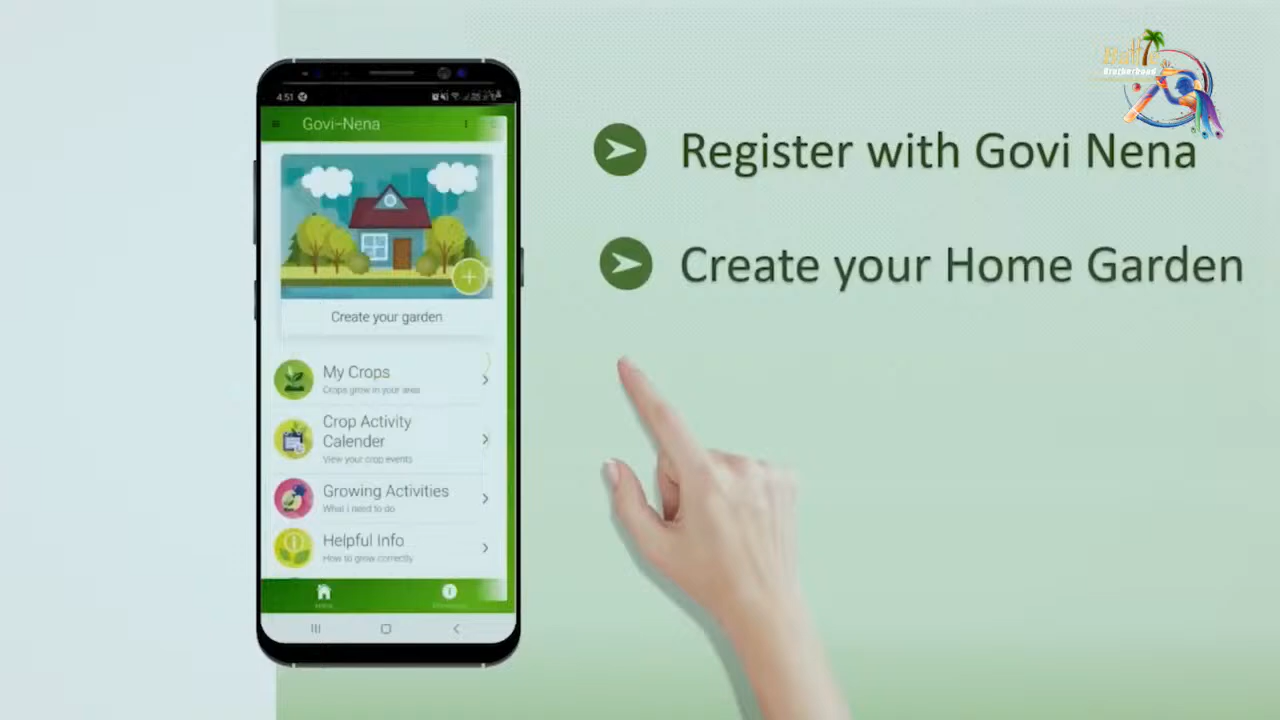 Battle
Brotherhood
4:51
Govi-Nena
Register with Govi Nena
Create your Home Garden
Create your garden
My Crops
Crops grow in your area
Crop Activity
Calender
View your crop events
Growing Activities
What I need to do
Helpful Info
How to grow correctly
Home